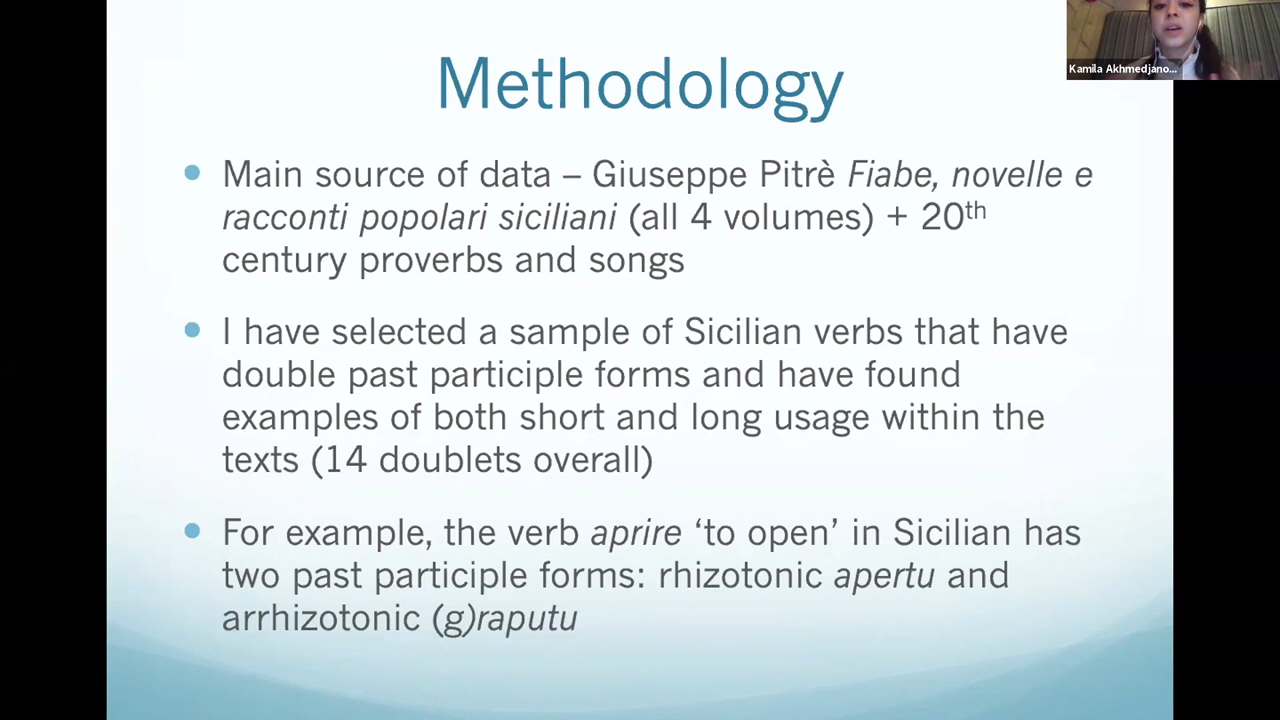 Kamila Akhmedjano...
Methodology
• Main source of data – Giuseppe Pitrè Fiabe, novelle e
racconti popolari siciliani (all 4 volumes) + 20th
century proverbs and songs
• I have selected a sample of Sicilian verbs that have
double past participle forms and have found
examples of both short and long usage within the
texts (14 doublets overall)
• For example, the verb aprire ‘to open’ in Sicilian has
two past participle forms: rhizotonic apertu and
arrhizotonic (g)raputu